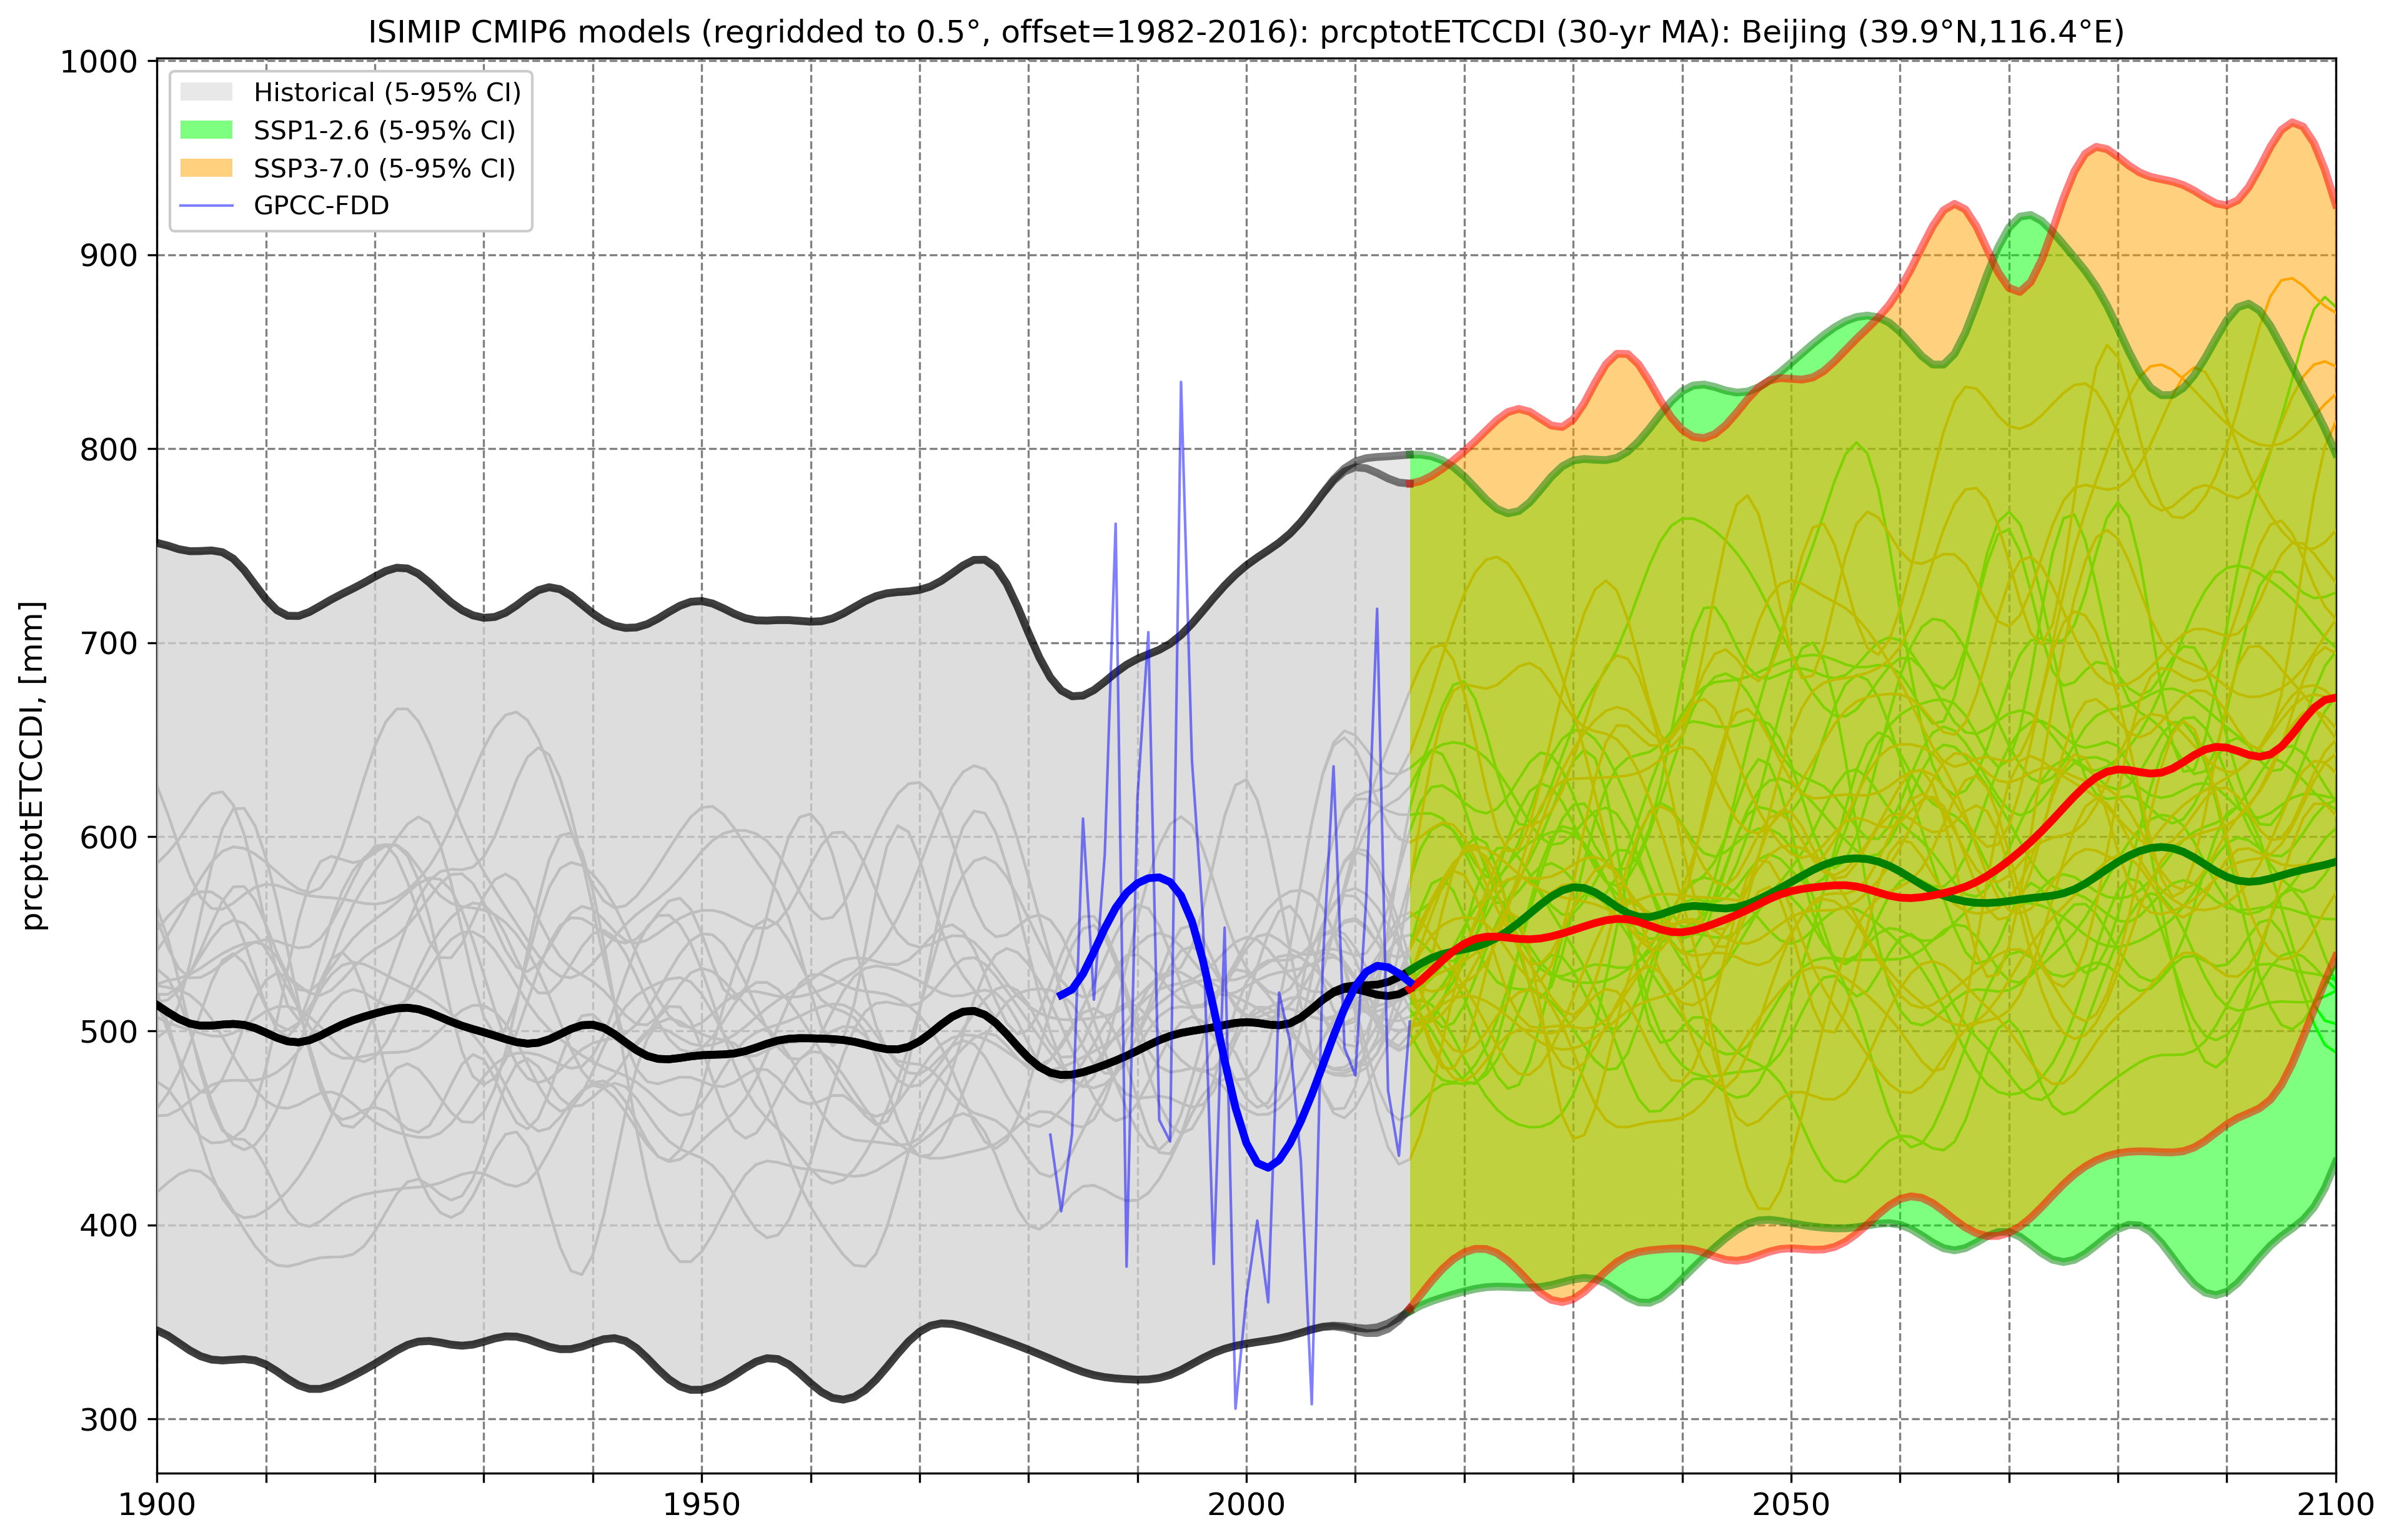 ISIMIP CMIP6 models (regridded to 0.5°, offset=1982-2016): prcptotETCCDI (30-yr MA): Beijing (39.9°N,116.4°E)
Historical (5-95% CI)
SSP1-2.6 (5-95% CI)
SSP3-7.0 (5-95% CI)
GPCC-FDD
prcptotETCCDI, [mm]
1000
900
800
700
600
500
400
300
1900
1950
2000
2050
2100